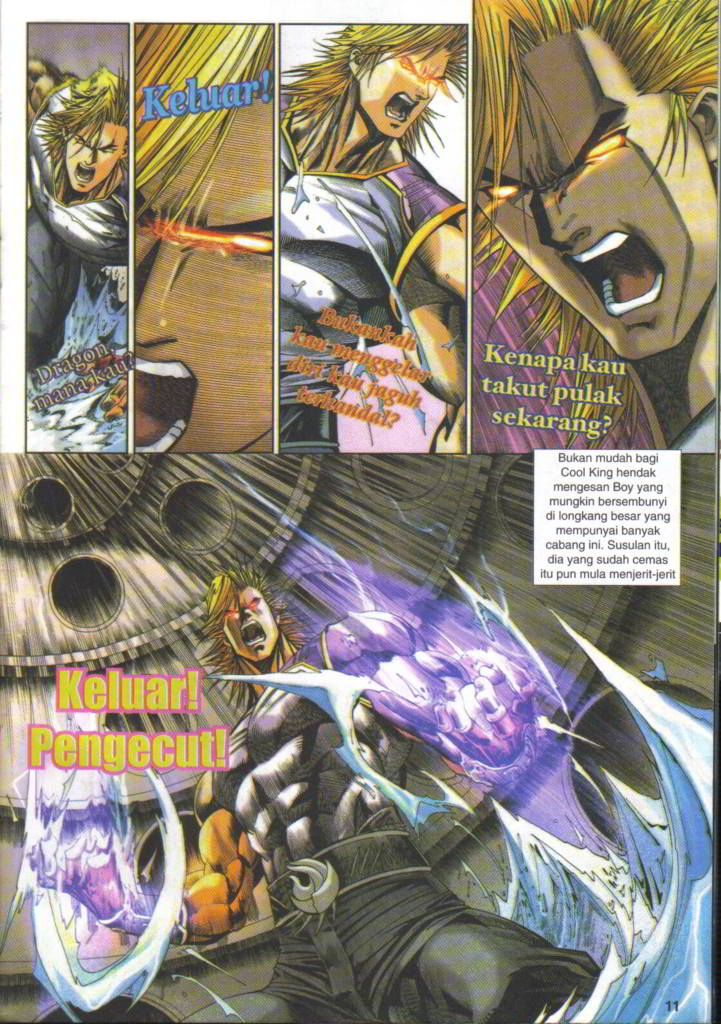 Dragon,
mana kau?
Keluar!
Bukankah
kau menggelar
diri kau jaguh
terhandal?
Kenapa kau
takut pulak
sekarang?
Bukan mudah bagi
Cool King hendak
mengesan Boy yang
mungkin bersembunyi
di longkang besar yang
mempunyai banyak
cabang ini. Susulan itu,
dia yang sudah cemas
itu pun mula menjerit-jerit
Keluar!
Pengecut!
11